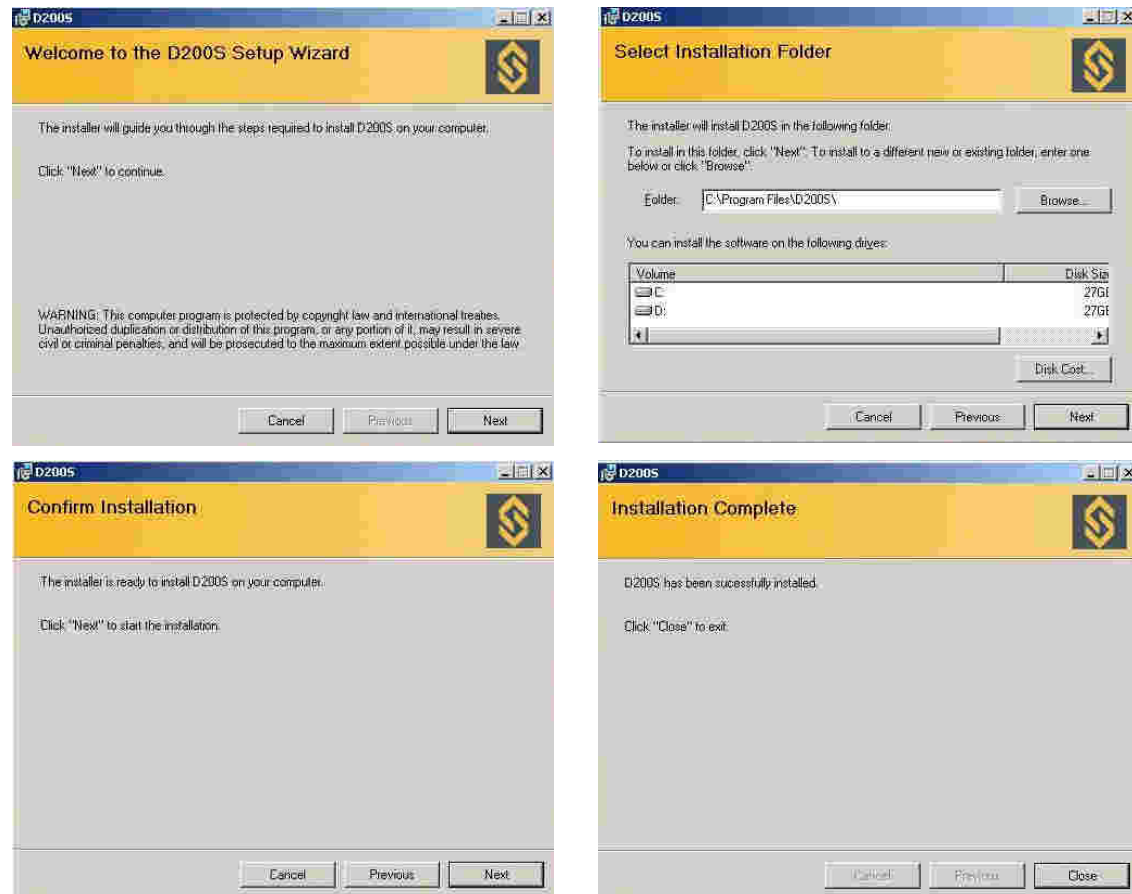 D200S
Welcome to the D200S Setup Wizard
The installer will guide you through the steps required to install D200S on your computer.
Click "Next" to continue.
WARNING: This computer program is protected by copyright law and international treaties.
Unauthorized duplication or distribution of this program, or any portion of it, may result in severe
civil or criminal penalties, and will be prosecuted to the maximum extent possible under the law
Cancel Previous Next
D200S
Select Installation Folder
The installer will install D200S in the following folder.
To install in this folder, click "Next". To install to a different new or existing folder, enter one
below or click "Browse".
Folder: C:\Program Files\D200S\ Browse...
You can install the software on the following drives:
Volume Disk Siz
C: 27GB
D: 27GB
Disk Cost...
Cancel Previous Next
D200S
Confirm Installation
The installer is ready to install D200S on your computer.
Click "Next" to start the installation.
Cancel Previous Next
D200S
Installation Complete
D200S has been sucessfully installed.
Click "Close" to exit.
Cancel Previous Close